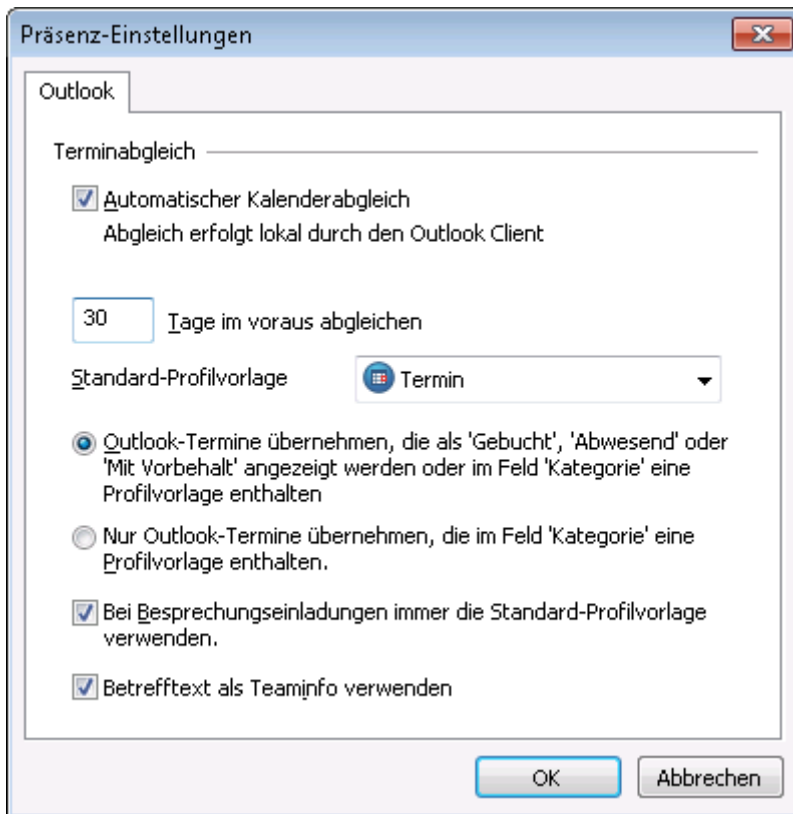 Präsenz-Einstellungen
Outlook
Terminabgleich
Automatischer Kalenderabgleich
Abgleich erfolgt lokal durch den Outlook Client
30 Tage im voraus abgleichen
Standard-Profilvorlage Termin
Outlook-Termine übernehmen, die als 'Gebucht', 'Abwesend' oder
'Mit Vorbehalt' angezeigt werden oder im Feld 'Kategorie' eine
Profilvorlage enthalten
Nur Outlook-Termine übernehmen, die im Feld 'Kategorie' eine
Profilvorlage enthalten.
Bei Besprechungseinladungen immer die Standard-Profilvorlage
verwenden.
Betrefftext als Teaminfo verwenden
OK Abbrechen